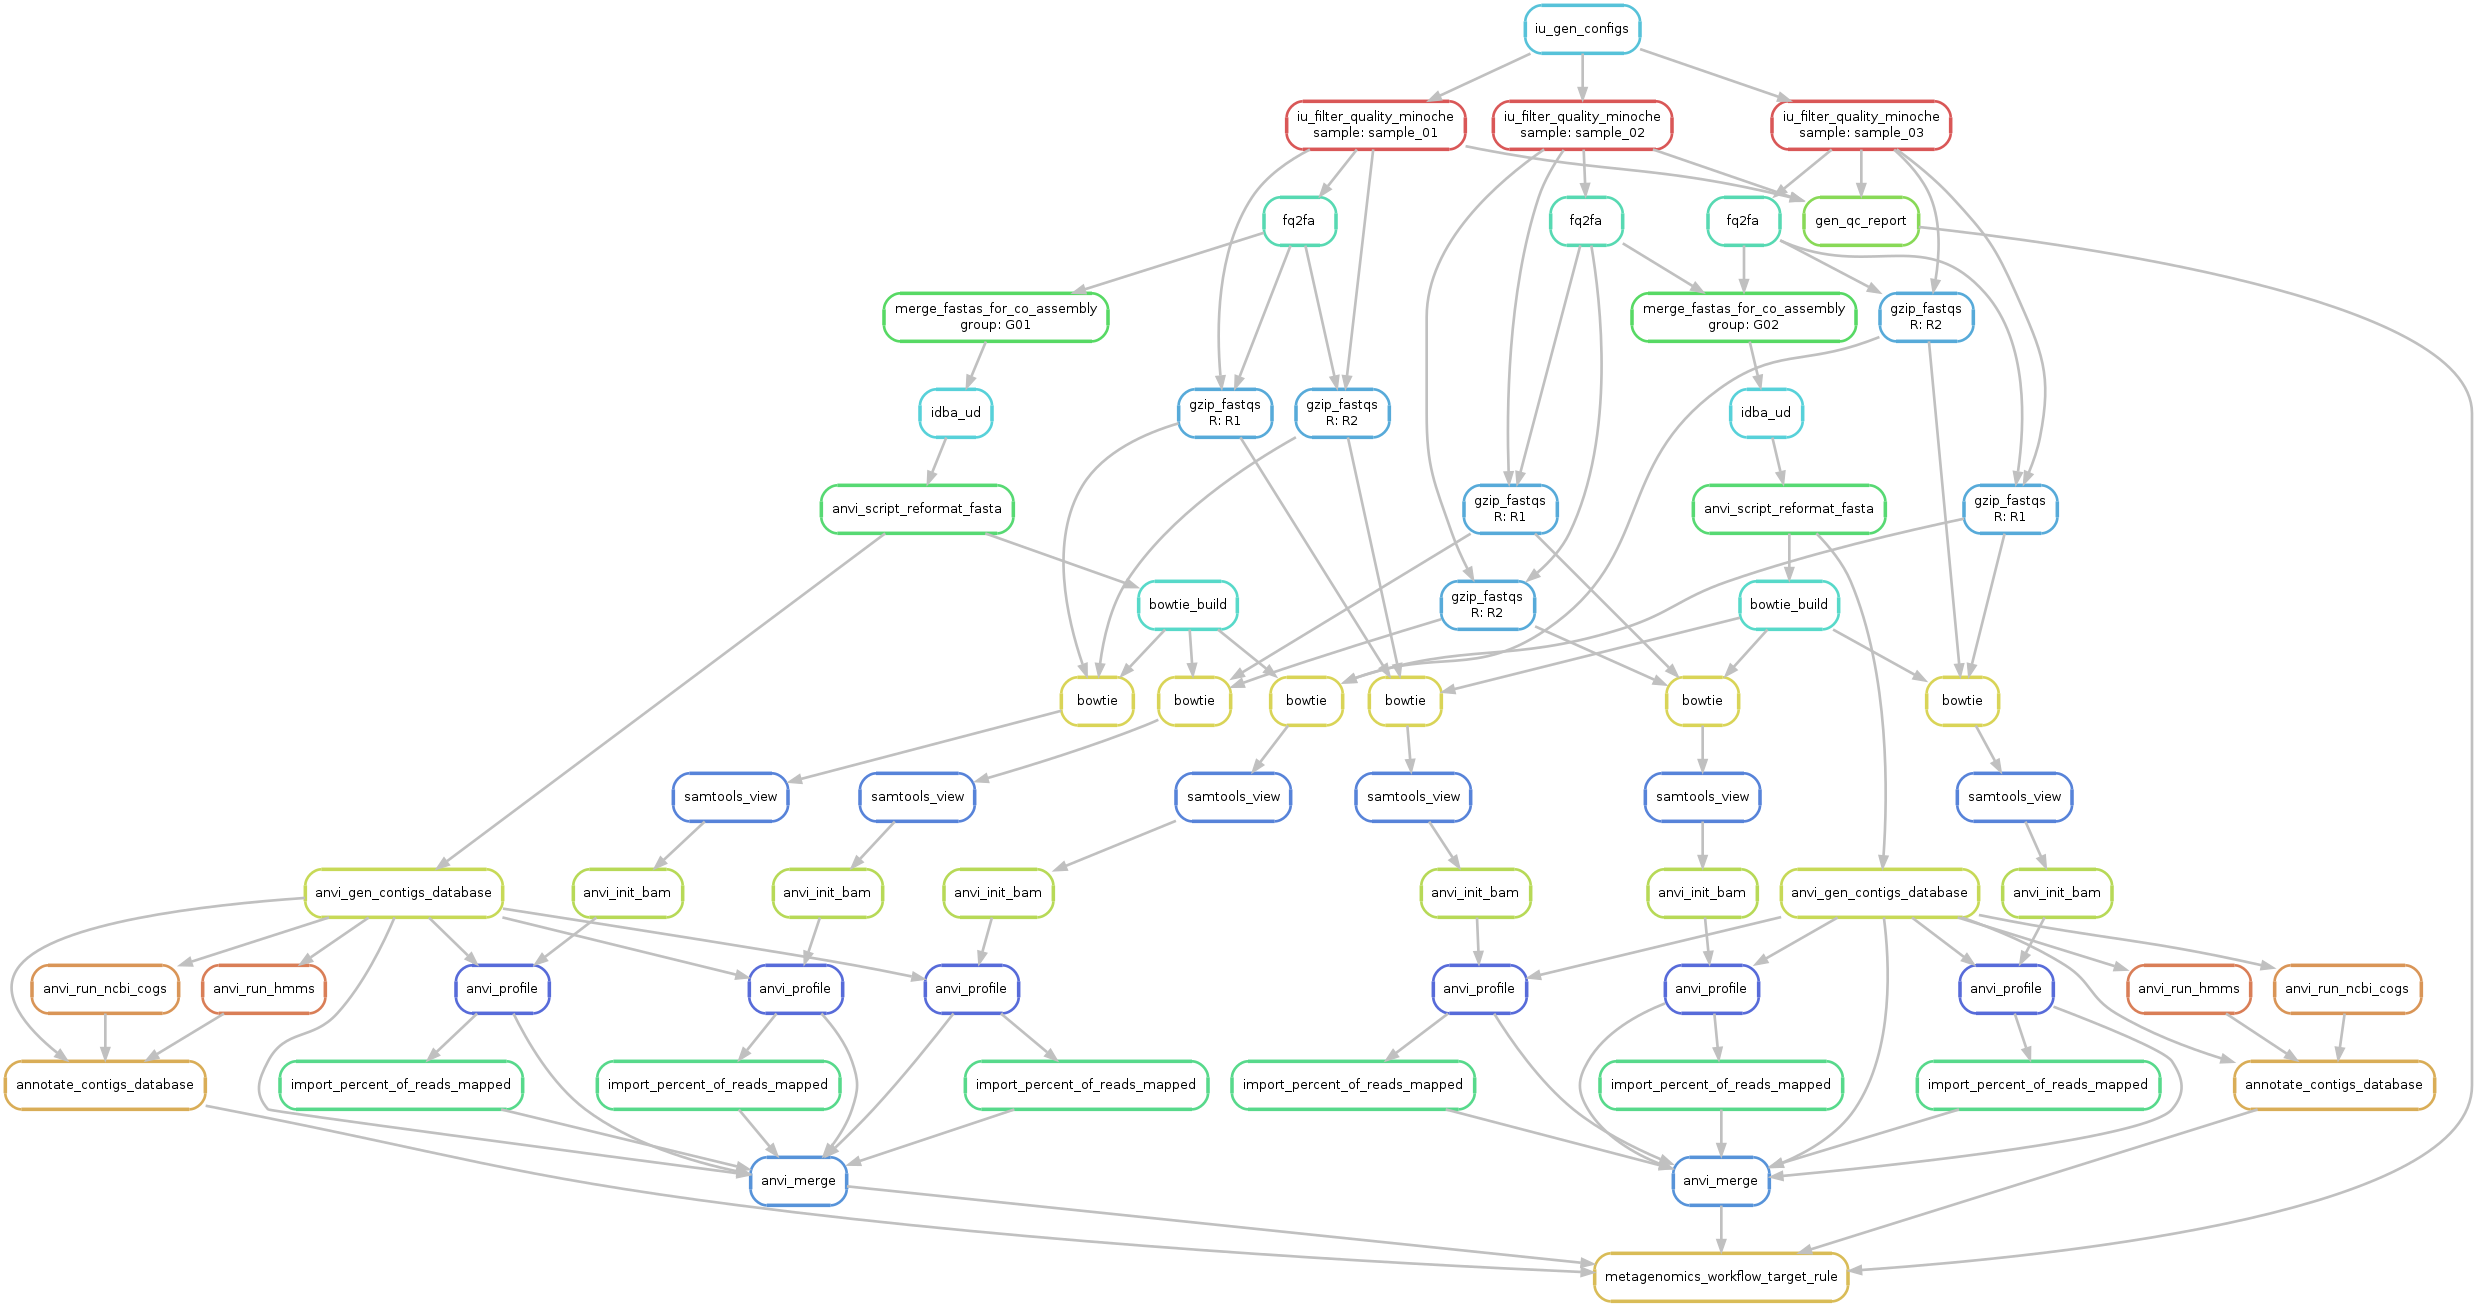 iu_gen_configs
iu_filter_quality_minoche
sample: sample_01
iu_filter_quality_minoche
sample: sample_02
iu_filter_quality_minoche
sample: sample_03
fq2fa
fq2fa
fq2fa
gen_qc_report
merge_fastas_for_co_assembly
group: G01
merge_fastas_for_co_assembly
group: G02
gzip_fastqs
R: R2
idba_ud
gzip_fastqs
R: R1
gzip_fastqs
R: R2
idba_ud
anvi_script_reformat_fasta
gzip_fastqs
R: R1
anvi_script_reformat_fasta
gzip_fastqs
R: R1
bowtie_build
gzip_fastqs
R: R2
bowtie_build
bowtie
bowtie
bowtie
bowtie
bowtie
bowtie
samtools_view
samtools_view
samtools_view
samtools_view
samtools_view
samtools_view
anvi_gen_contigs_database
anvi_init_bam
anvi_init_bam
anvi_init_bam
anvi_init_bam
anvi_init_bam
anvi_gen_contigs_database
anvi_init_bam
anvi_run_ncbi_cogs
anvi_run_hmms
anvi_profile
anvi_profile
anvi_profile
anvi_profile
anvi_profile
anvi_profile
anvi_run_hmms
anvi_run_ncbi_cogs
annotate_contigs_database
import_percent_of_reads_mapped
import_percent_of_reads_mapped
import_percent_of_reads_mapped
import_percent_of_reads_mapped
import_percent_of_reads_mapped
import_percent_of_reads_mapped
annotate_contigs_database
anvi_merge
anvi_merge
metagenomics_workflow_target_rule